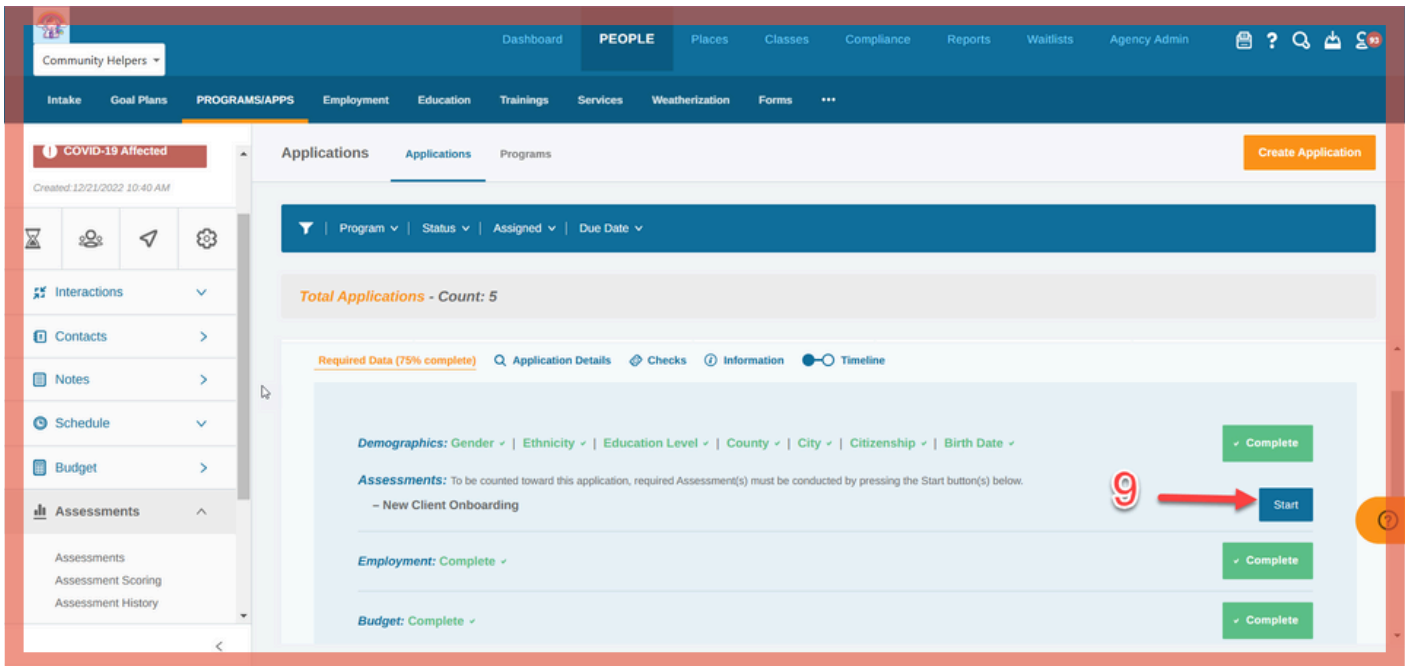 Dashboard PEOPLE Places Classes Compliance Reports Waitlists Agency Admin ? 93
Community Helpers
Intake Goal Plans PROGRAMS/APPS Employment Education Trainings Services Weatherization Forms •••
COVID-19 Affected
Applications Applications Programs Create Application
Created:12/21/2022 10:40 AM
| Program | Status | Assigned | Due Date
Interactions
Total Applications - Count: 5
Contacts
Required Data (75% complete) Application Details Checks Information Timeline
Notes
Schedule
Demographics: Gender ✓ | Ethnicity ✓ | Education Level ✓ | County ✓ | City ✓ | Citizenship ✓ | Birth Date ✓ ✓ Complete
Budget
Assessments: To be counted toward this application, required Assessment(s) must be conducted by pressing the Start button(s) below.
9
– New Client Onboarding Start
Assessments
Assessments
Employment: Complete ✓ ✓ Complete
Assessment Scoring
Assessment History
Budget: Complete ✓ ✓ Complete